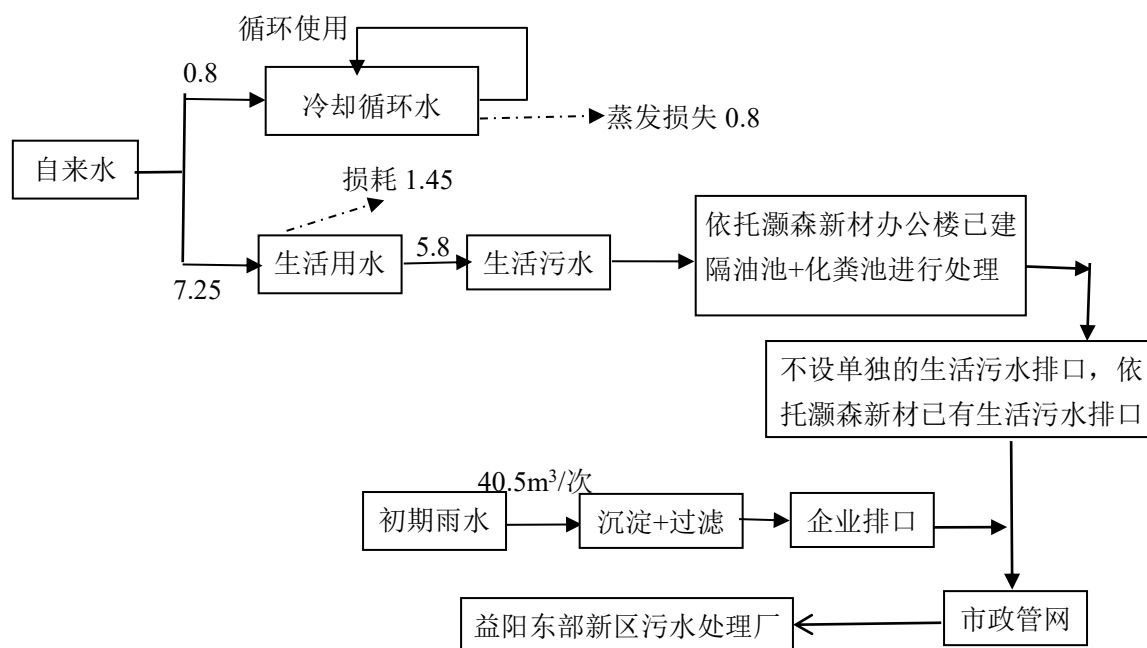 循环使用
0.8
冷却循环水
蒸发损失 0.8
自来水
损耗 1.45
依托灏森新材办公楼已建
隔油池+化粪池进行处理
生活用水
5.8
生活污水
7.25
不设单独的生活污水排口，依
托灏森新材已有生活污水排口
40.5m³/次
初期雨水
沉淀+过滤
企业排口
市政管网
益阳东部新区污水处理厂